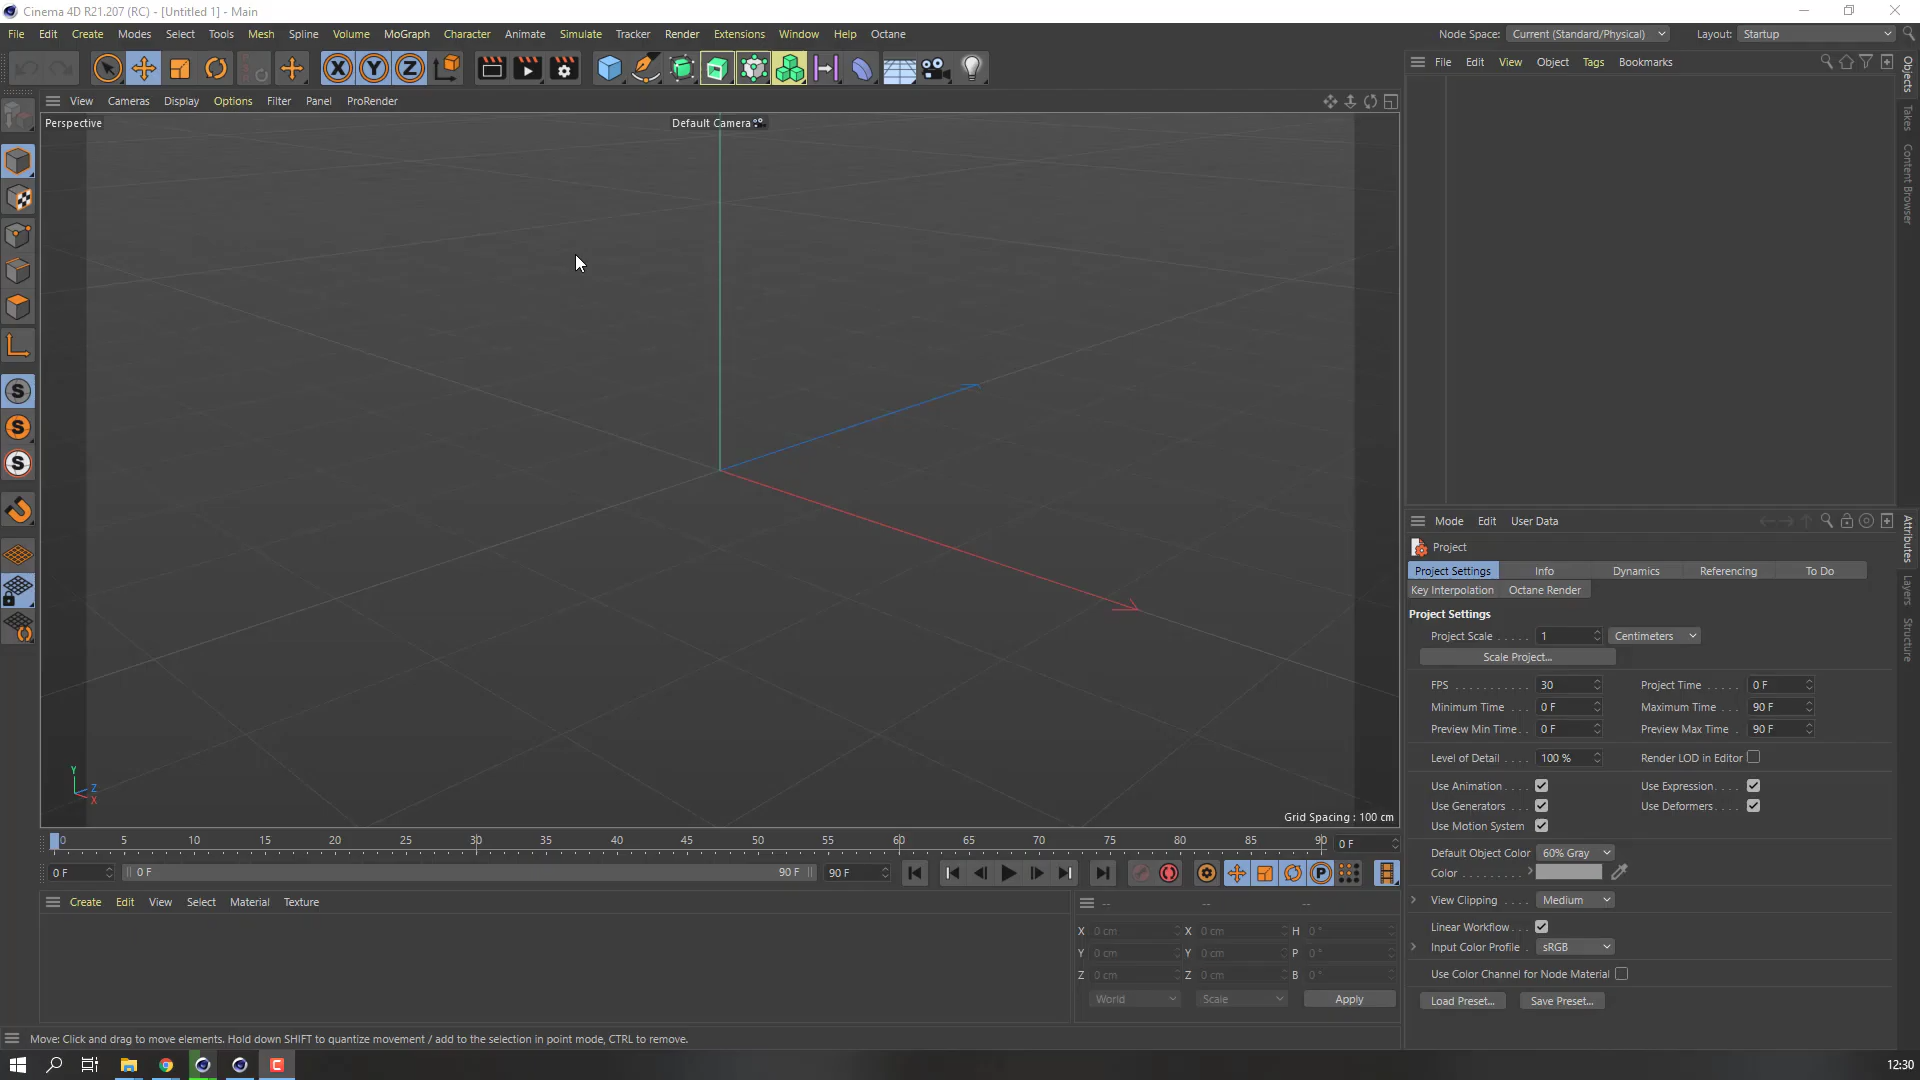 Cinema 4D R21.207 (RC) - [Untitled 1] - Main
File Edit Create Modes Select Spline Tools Mesh Volume MoGraph Character Animate Simulate Tracker Render Extensions Window Help Octane
Node Space: Current (Standard/Physical) Layout: Startup
View Cameras Display Options Filter Panel ProRender
File Edit View Object Tags Bookmarks
Perspective
Default Camera
Objects
Takes
Content Browser
X Y Z
S
S
S
Y
Z
X
Grid Spacing : 100 cm
0 5 10 15 20 25 30 35 40 45 50 55 60 65 70 75 80 85 90 0 F
0 F 0 F 90 F 90 F P
Create Edit View Select Material Texture
-- -- --
X 0 cm X 0 cm H 0 °
Y 0 cm Y 0 cm P 0 °
Z 0 cm Z 0 cm B 0 °
World Scale Apply
Mode Edit User Data
Attributes
Layers
Structure
Project
Project Settings Info Dynamics Referencing To Do
Key Interpolation Octane Render
Project Settings
Project Scale . . . . . 1 Centimeters
Scale Project...
FPS . . . . . . . . . . . 30 Project Time . . . . . 0 F
Minimum Time . . . 0 F Maximum Time . . . 90 F
Preview Min Time . . 0 F Preview Max Time . 90 F
Level of Detail . . . . 100 % Render LOD in Editor
Use Animation . . . . Use Expression . . . .
Use Generators . . . Use Deformers . . . .
Use Motion System
Default Object Color 60% Gray
Color . . . . . . . . .
View Clipping . . . . Medium
Linear Workflow . . .
Input Color Profile . sRGB
Use Color Channel for Node Material
Load Preset... Save Preset...
Move: Click and drag to move elements. Hold down SHIFT to quantize movement / add to the selection in point mode, CTRL to remove.
C
12:30